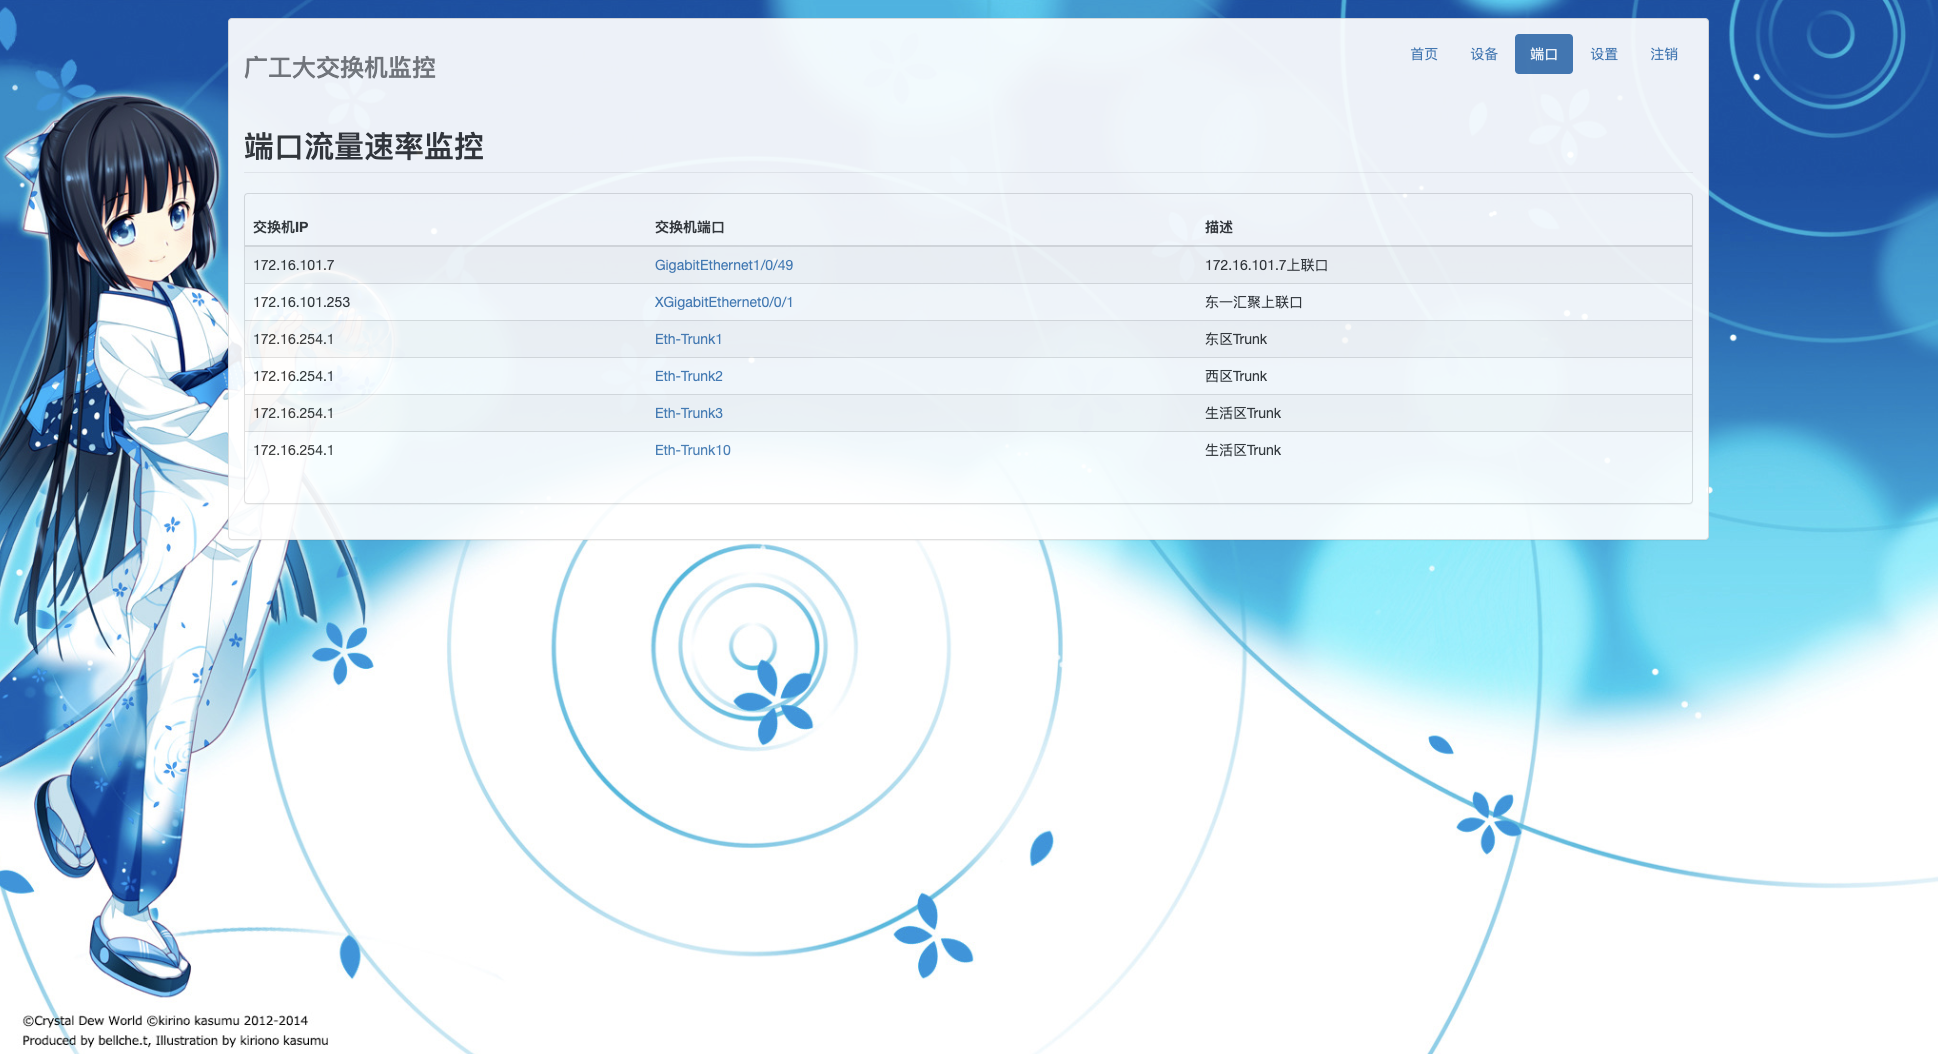 广工大交换机监控
首页 设备 端口 设置 注销
端口流量速率监控
交换机IP 交换机端口 描述
172.16.101.7 GigabitEthernet1/0/49 172.16.101.7上联口
172.16.101.253 XGigabitEthernet0/0/1 东一汇聚上联口
172.16.254.1 Eth-Trunk1 东区Trunk
172.16.254.1 Eth-Trunk2 西区Trunk
172.16.254.1 Eth-Trunk3 生活区Trunk
172.16.254.1 Eth-Trunk10 生活区Trunk
©Crystal Dew World ©kirino kasumu 2012-2014
Produced by bellche.t, Illustration by kiriono kasumu